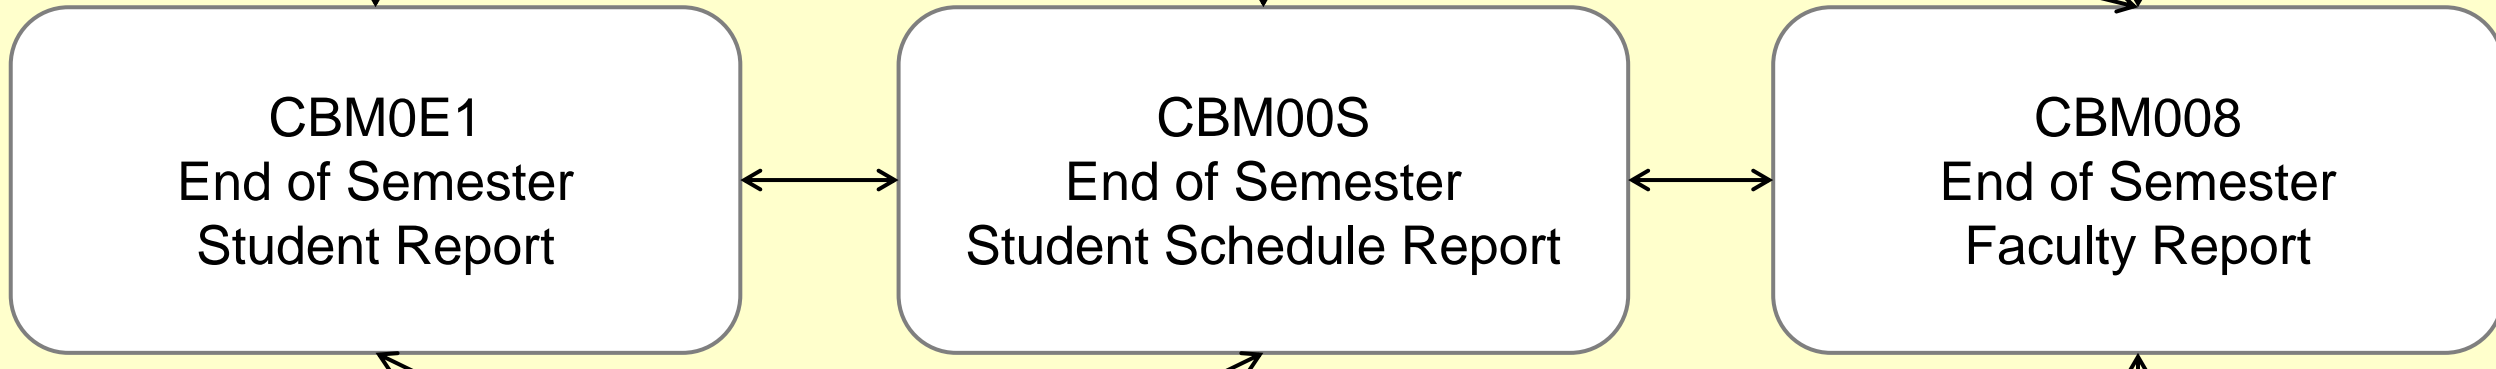 CBM0E1
End of Semester
Student Report
CBM00S
End of Semester
Student Schedule Report
CBM008
End of Semester
Faculty Report